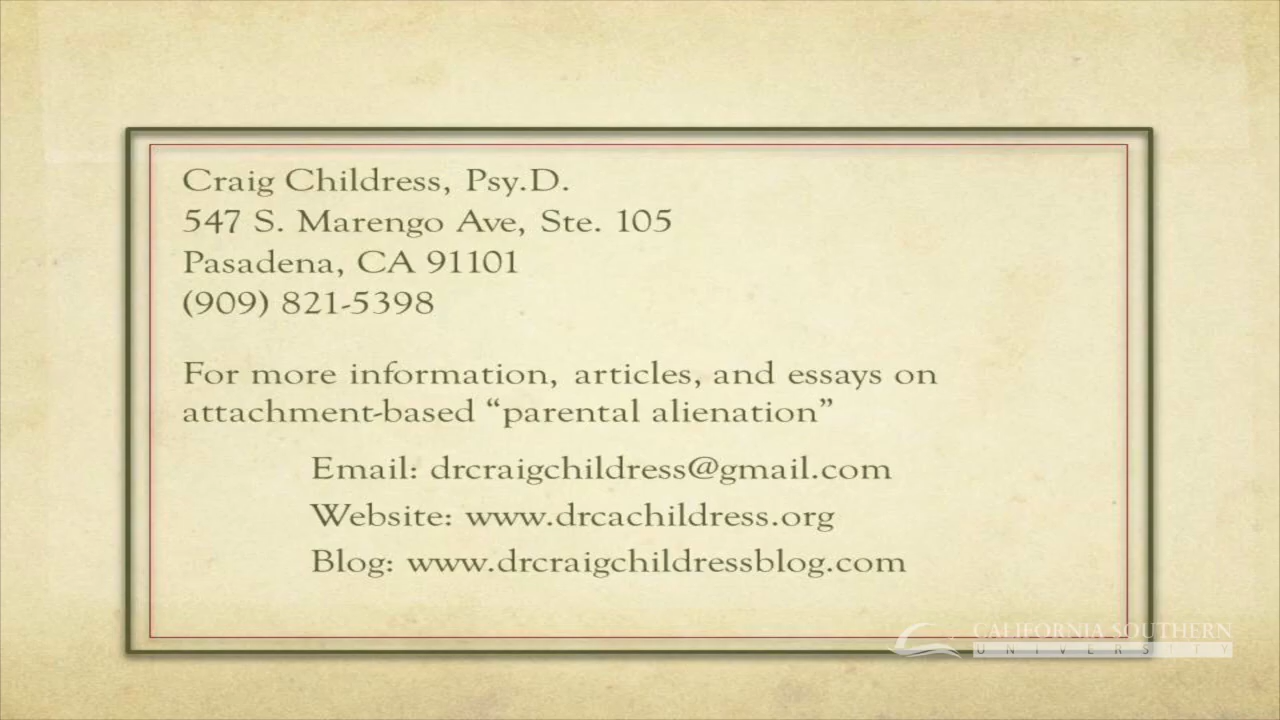 Craig Childress, Psy.D.
547 S. Marengo Ave, Ste. 105
Pasadena, CA 91101
(909) 821-5398
For more information, articles, and essays on
attachment-based “parental alienation”
Email: drcraigchildress@gmail.com
Website: www.drcachildress.org
Blog: www.drcraigchildressblog.com
CALIFORNIA SOUTHERN
UNIVERSITY